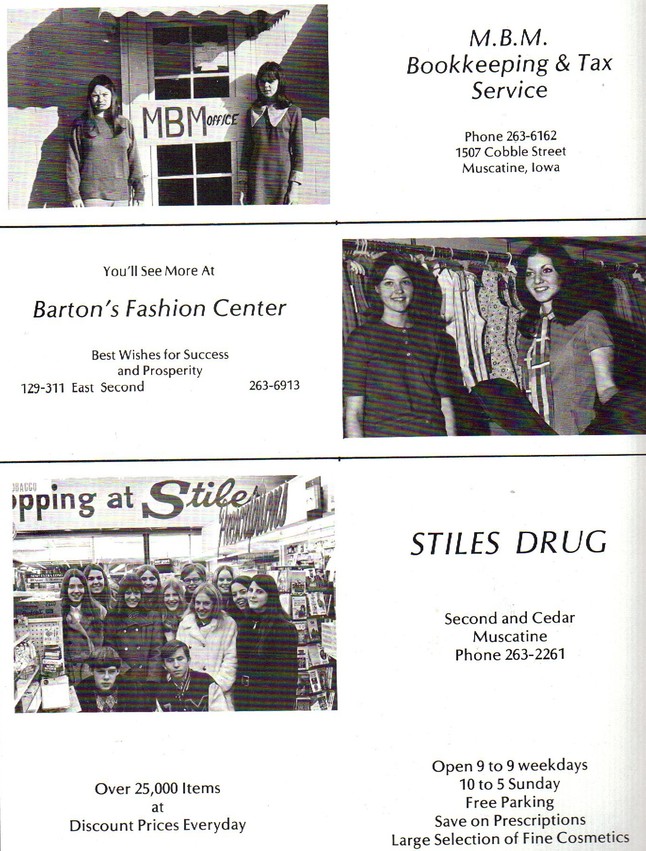 MBM OFFICE
M.B.M.
Bookkeeping & Tax
Service
Phone 263-6162
1507 Cobble Street
Muscatine, Iowa
You'll See More At
Barton's Fashion Center
Best Wishes for Success
and Prosperity
129-311 East Second 263-6913
opping at Stile
STILES DRUG
Second and Cedar
Muscatine
Phone 263-2261
Over 25,000 Items
at
Discount Prices Everyday
Open 9 to 9 weekdays
10 to 5 Sunday
Free Parking
Save on Prescriptions
Large Selection of Fine Cosmetics